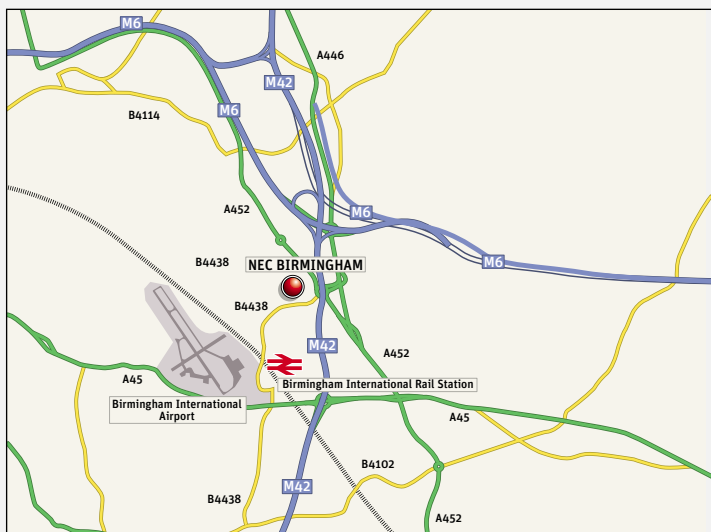 M6
A446
M42
M6
B4114
A452
M6
B4438
NEC BIRMINGHAM
M6
B4438
M42
A452
A45
Birmingham International Rail Station
Birmingham International
Airport
A45
B4102
M42
B4438
A452